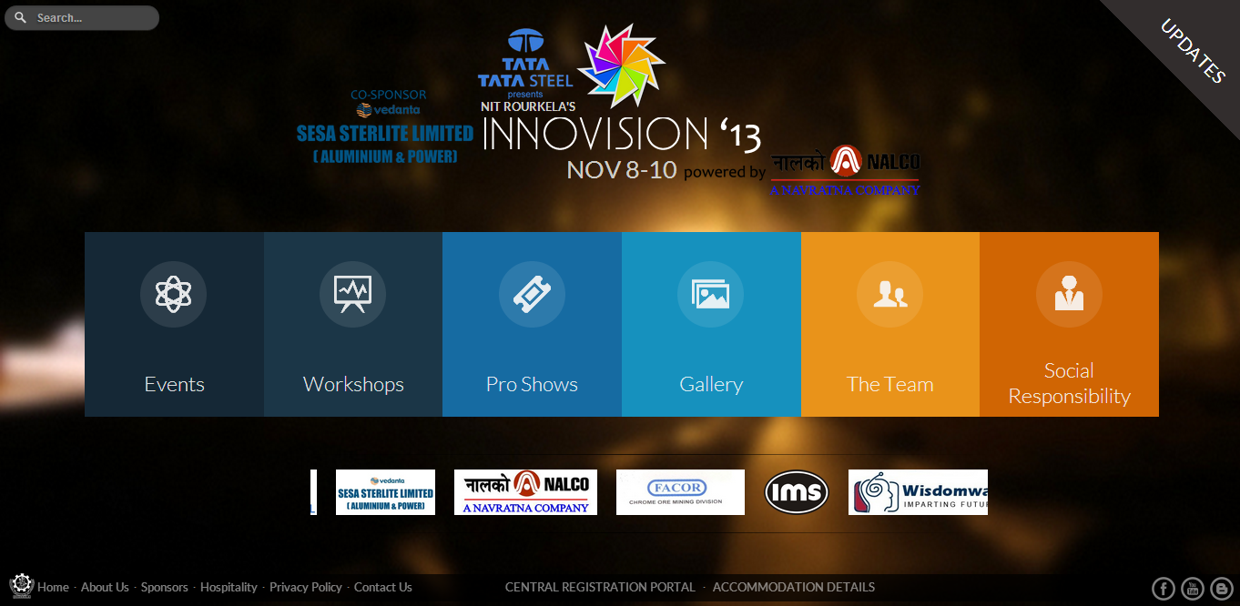 Search...
UPDATES
TATA
TATA STEEL
presents
NIT ROURKELA'S
INNOVISION ‘13
NOV 8-10
CO-SPONSOR
vedanta
SESA STERLITE LIMITED
( ALUMINIUM & POWER)
powered by
नालको NALCO
A NAVRATNA COMPANY
Events
Workshops
Pro Shows
Gallery
The Team
Social
Responsibility
vedanta
SESA STERLITE LIMITED
( ALUMINIUM & POWER)
नालको NALCO
A NAVRATNA COMPANY
FACOR
CHROME ORE MINING DIVISION
ims
Wisdomwa
IMPARTING FUTU
Home · About Us · Sponsors · Hospitality · Privacy Policy · Contact Us
CENTRAL REGISTRATION PORTAL · ACCOMMODATION DETAILS